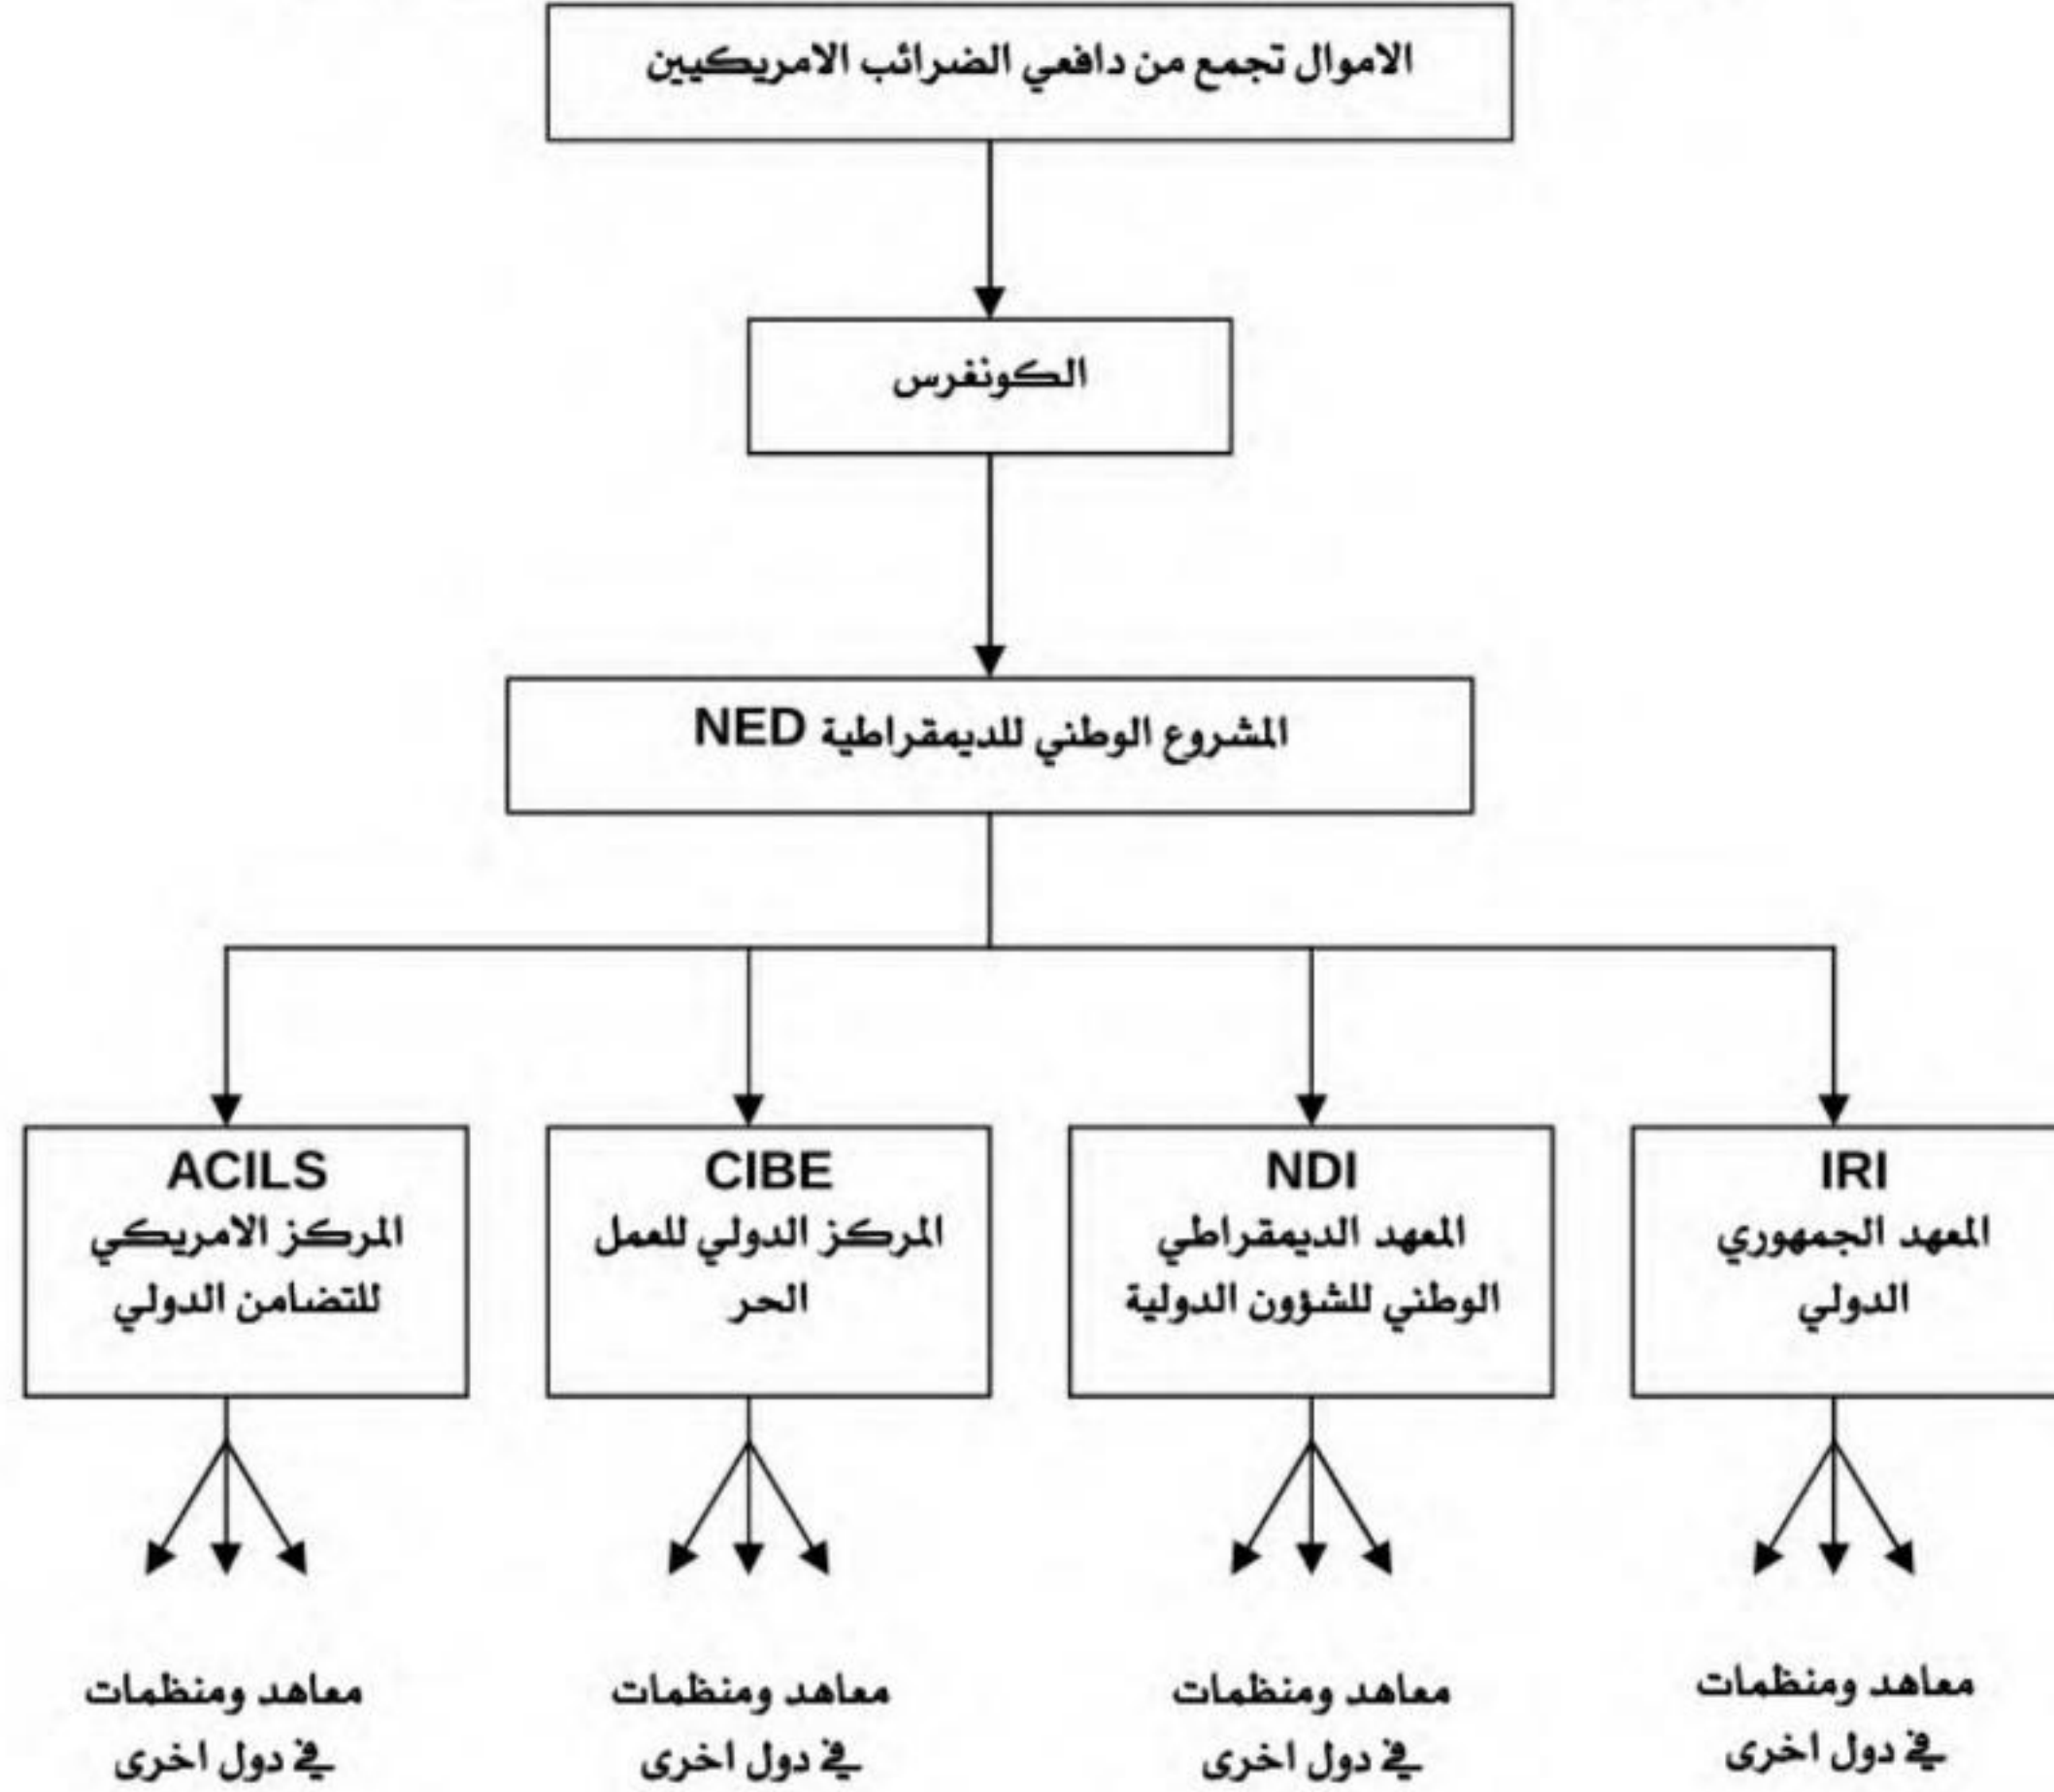 الاموال تجمع من دافعي الضرائب الامريكيين
الكونغرس
المشروع الوطني للديمقراطية NED
IRI
المعهد الجمهوري
الدولي
NDI
المعهد الديمقراطي
الوطني للشؤون الدولية
CIBE
المركز الدولي للعمل
الحر
ACILS
المركز الامريكي
للتضامن الدولي
معاهد ومنظمات
في دول اخرى
معاهد ومنظمات
في دول اخرى
معاهد ومنظمات
في دول اخرى
معاهد ومنظمات
في دول اخرى